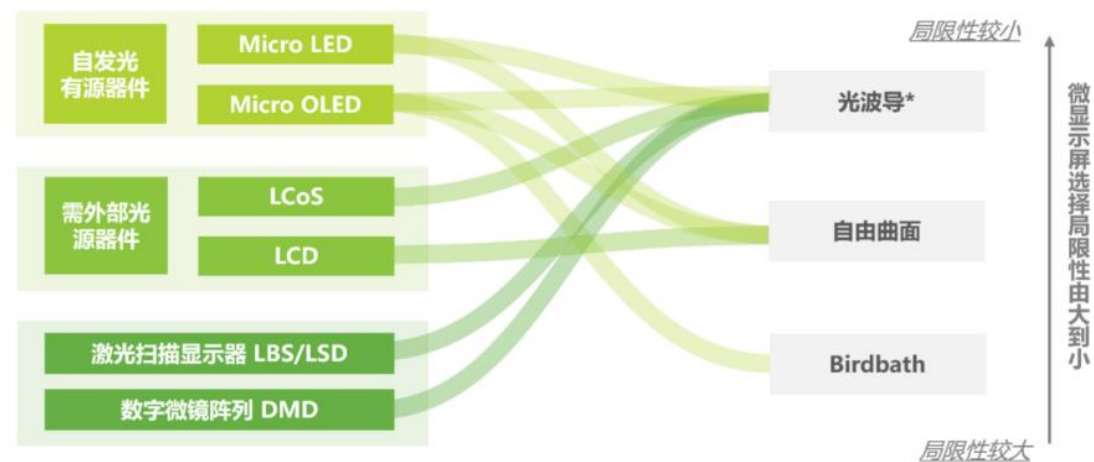 自发光
有源器件
Micro LED
Micro OLED
需外部光
源器件
LCoS
LCD
激光扫描显示器 LBS/LSD
数字微镜阵列 DMD
光波导*
自由曲面
Birdbath
局限性较小
微显示屏选择局限性由大到小
局限性较大